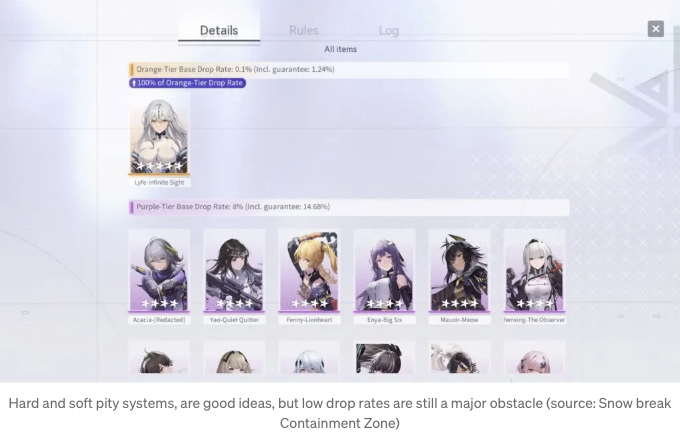 Details
Rules
Log
All items
Orange-Tier Base Drop Rate: 0.1% (Incl. guarantee: 1.24%)
100% of Orange-Tier Drop Rate
Lyfe-Infinite Sight
Purple-Tier Base Drop Rate: 8% (Incl. guarantee: 14.68%)
Acacia-(Redacted)
Yao-Quiet Quitter
Fenny-Lionheart
Enya-Big Sis
Mauxir-Meow
hensing-The Observer
Hard and soft pity systems, are good ideas, but low drop rates are still a major obstacle (source: Snow break
Containment Zone)